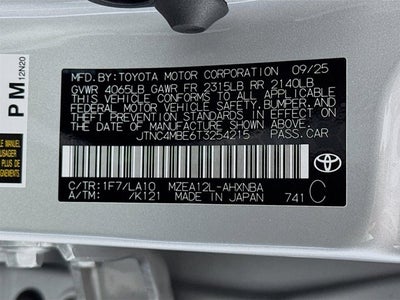 MFD.BY:TOYOTA MOTOR CORPORATION 09/25
GVWR 4065LB GAWR FR 2315LB RR 2140LB
THIS VEHICLE CONFORMS TO ALL APPLICABLE
FEDERAL MOTOR VEHICLE SAFETY,BUMPER,AND
THEFT PREVENTION STANDARDS IN EFFECT ON
THE DATE OF MANUFACTURE SHOWN ABOVE.
JTNC4MBE6T3254215 PASS.CAR
C/TR:1F7/LA10 MZEA12L-AHXNBA
A/TM: /K121 MADE IN JAPAN 741 C
TOYOTA
PM 12N20